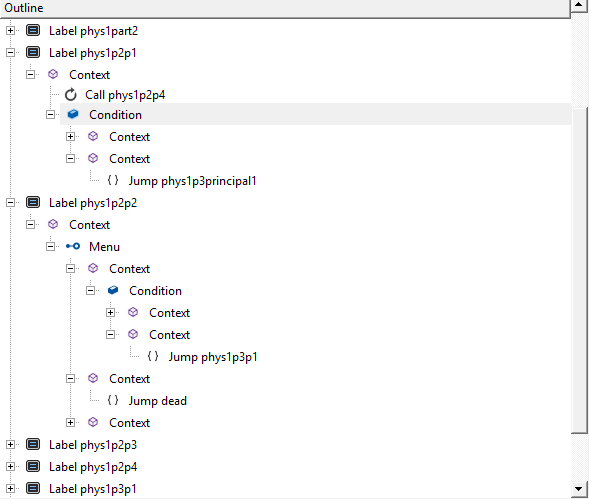 Outline
Label phys1part2
Label phys1p2p1
Context
Call phys1p2p4
Condition
Context
Context
Jump phys1p3principal1
Label phys1p2p2
Context
Menu
Context
Condition
Context
Context
Jump phys1p3p1
Context
Jump dead
Context
Label phys1p2p3
Label phys1p2p4
Label phys1p3p1